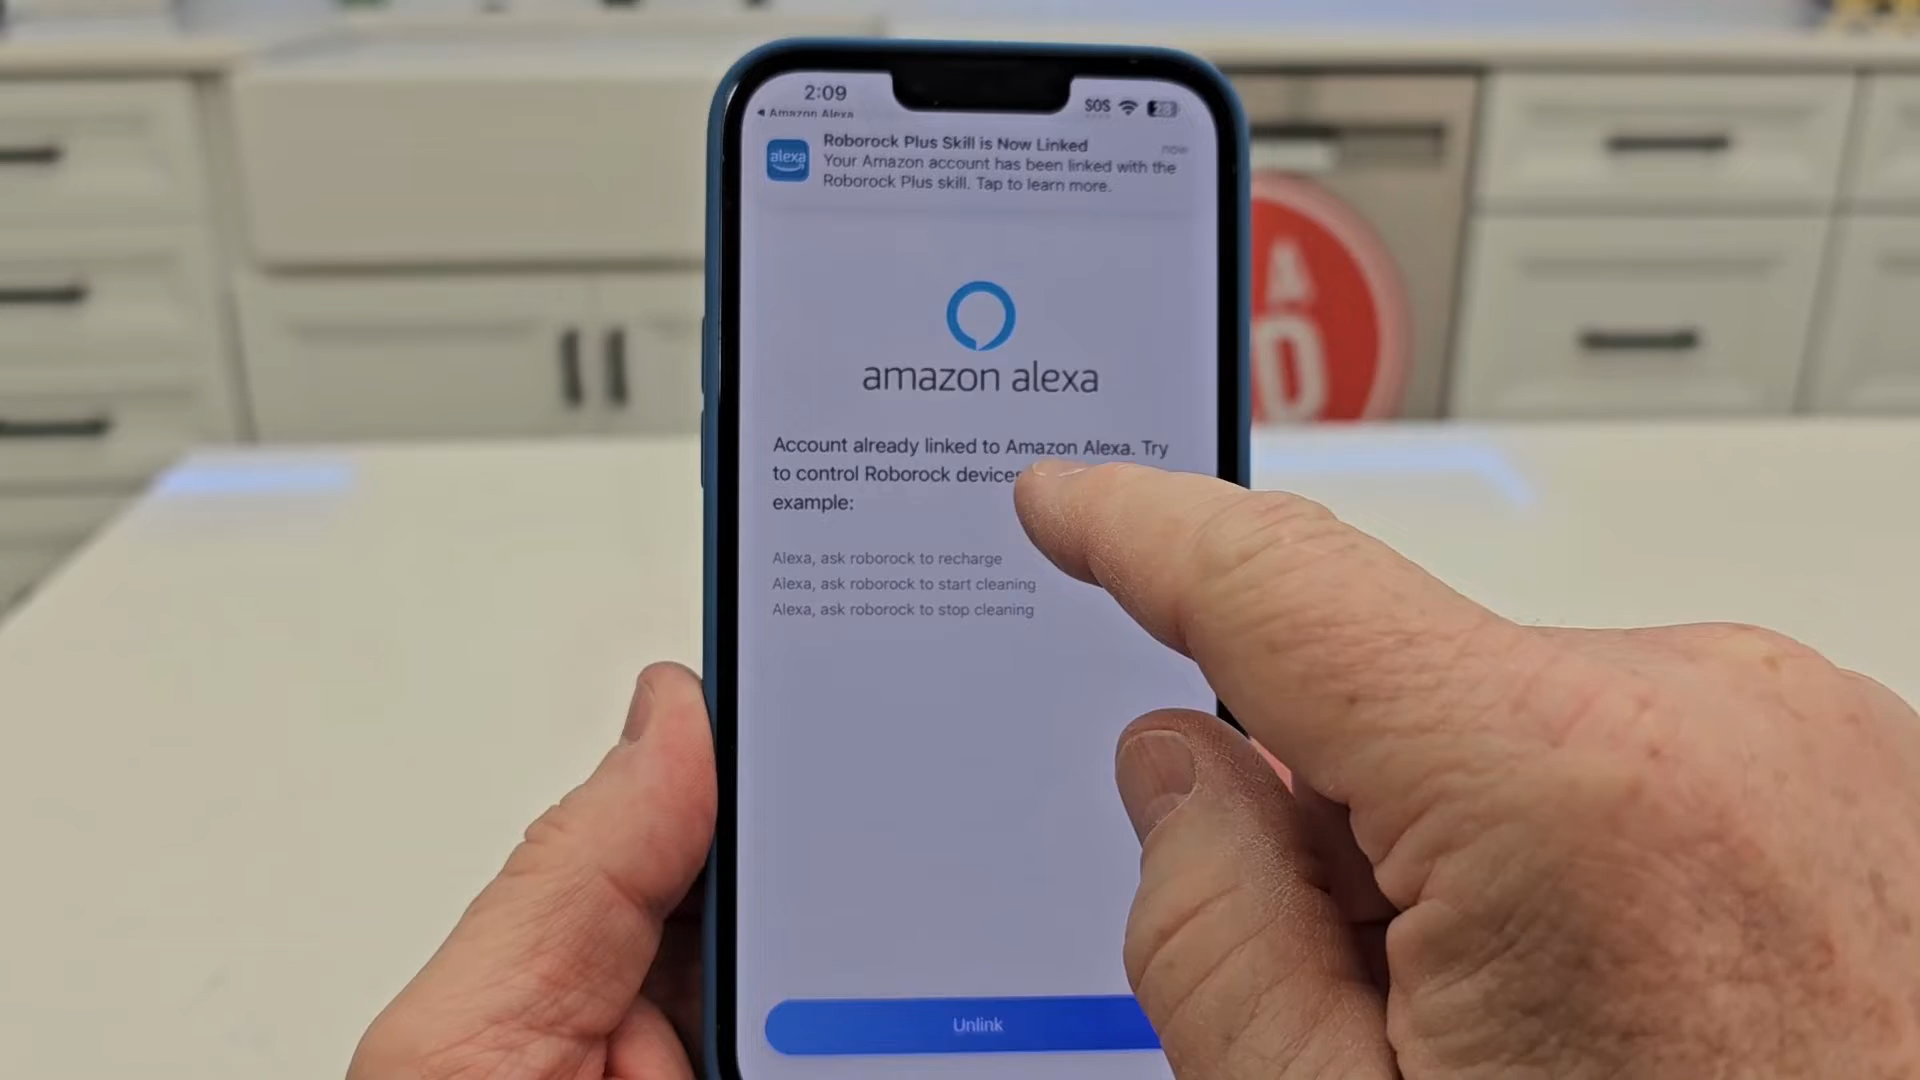 2:09
SOS
Amazon Alexa
alexa
Roborock Plus Skill is Now Linked
now
Your Amazon account has been linked with the
Roborock Plus skill. Tap to learn more.
amazon alexa
Account already linked to Amazon Alexa. Try
to control Roborock devices
example:
Alexa, ask roborock to recharge
Alexa, ask roborock to start cleaning
Alexa, ask roborock to stop cleaning
Unlink